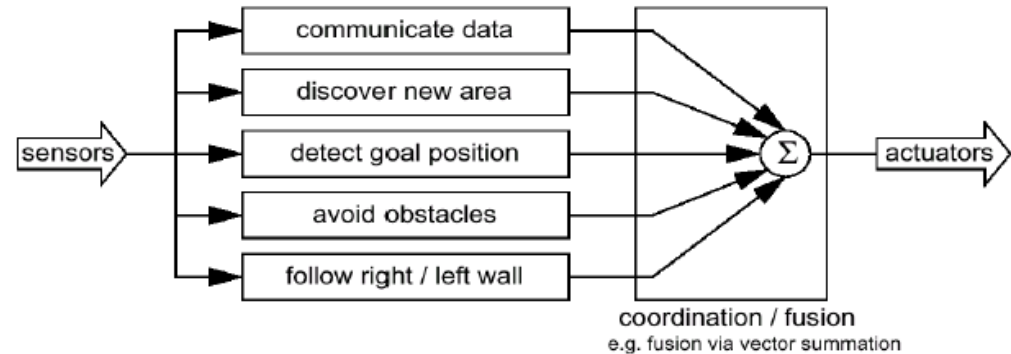 communicate data
discover new area
sensors
detect goal position
Σ
actuators
avoid obstacles
follow right / left wall
coordination / fusion
e.g. fusion via vector summation